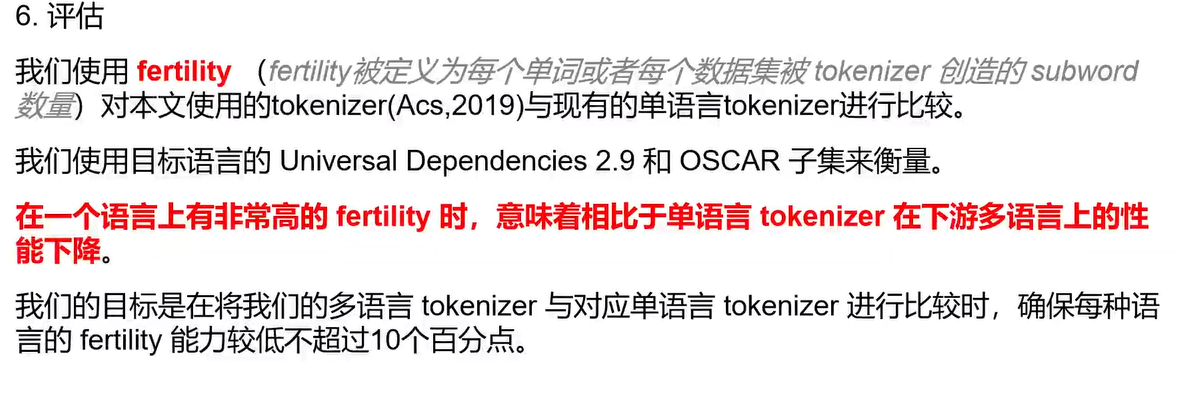 6. 评估
我们使用 fertility （fertility被定义为每个单词或者每个数据集被 tokenizer 创造的 subword
数量）对本文使用的tokenizer(Acs,2019)与现有的单语言tokenizer进行比较。
我们使用目标语言的 Universal Dependencies 2.9 和 OSCAR 子集来衡量。
在一个语言上有非常高的 fertility 时，意味着相比于单语言 tokenizer 在下游多语言上的性
能下降。
我们的目标是在将我们的多语言 tokenizer 与对应单语言 tokenizer 进行比较时，确保每种语
言的 fertility 能力较低不超过10个百分点。